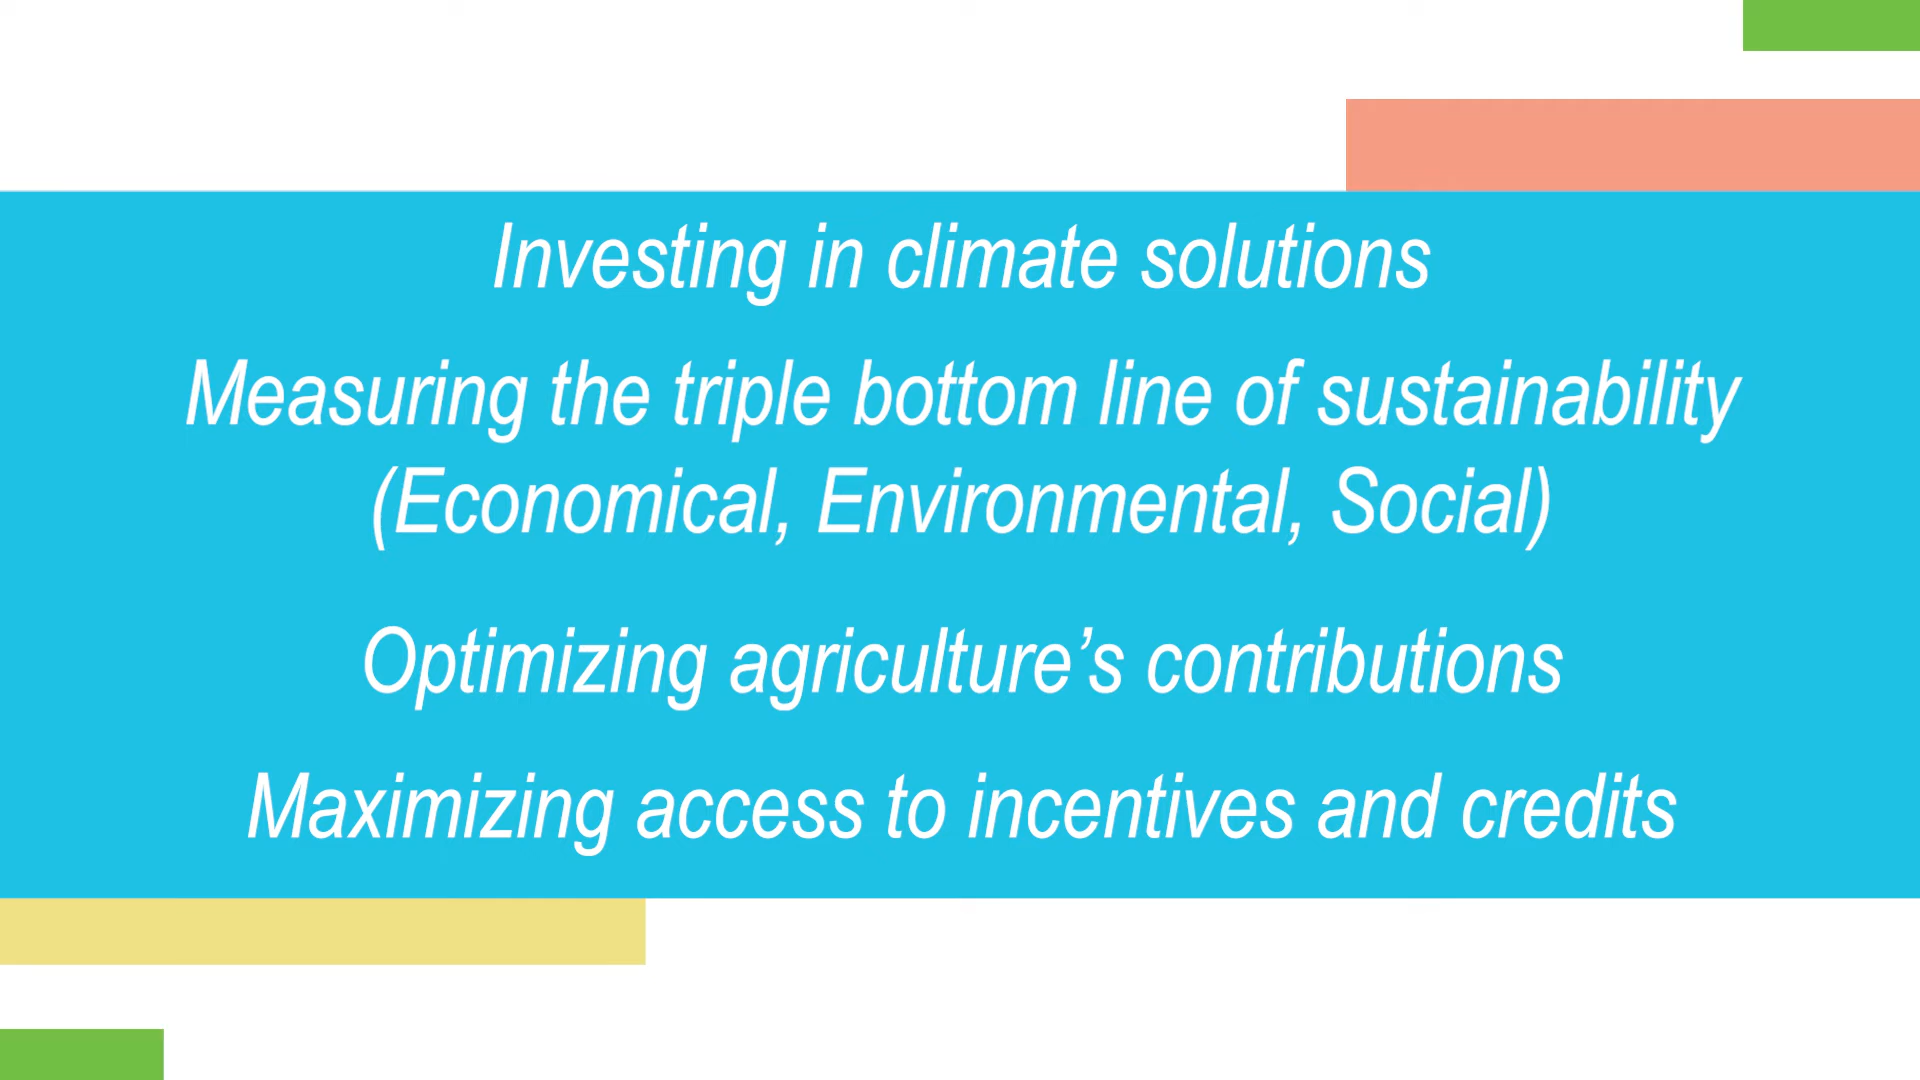 Investing in climate solutions
Measuring the triple bottom line of sustainability
(Economical, Environmental, Social)
Optimizing agriculture’s contributions
Maximizing access to incentives and credits